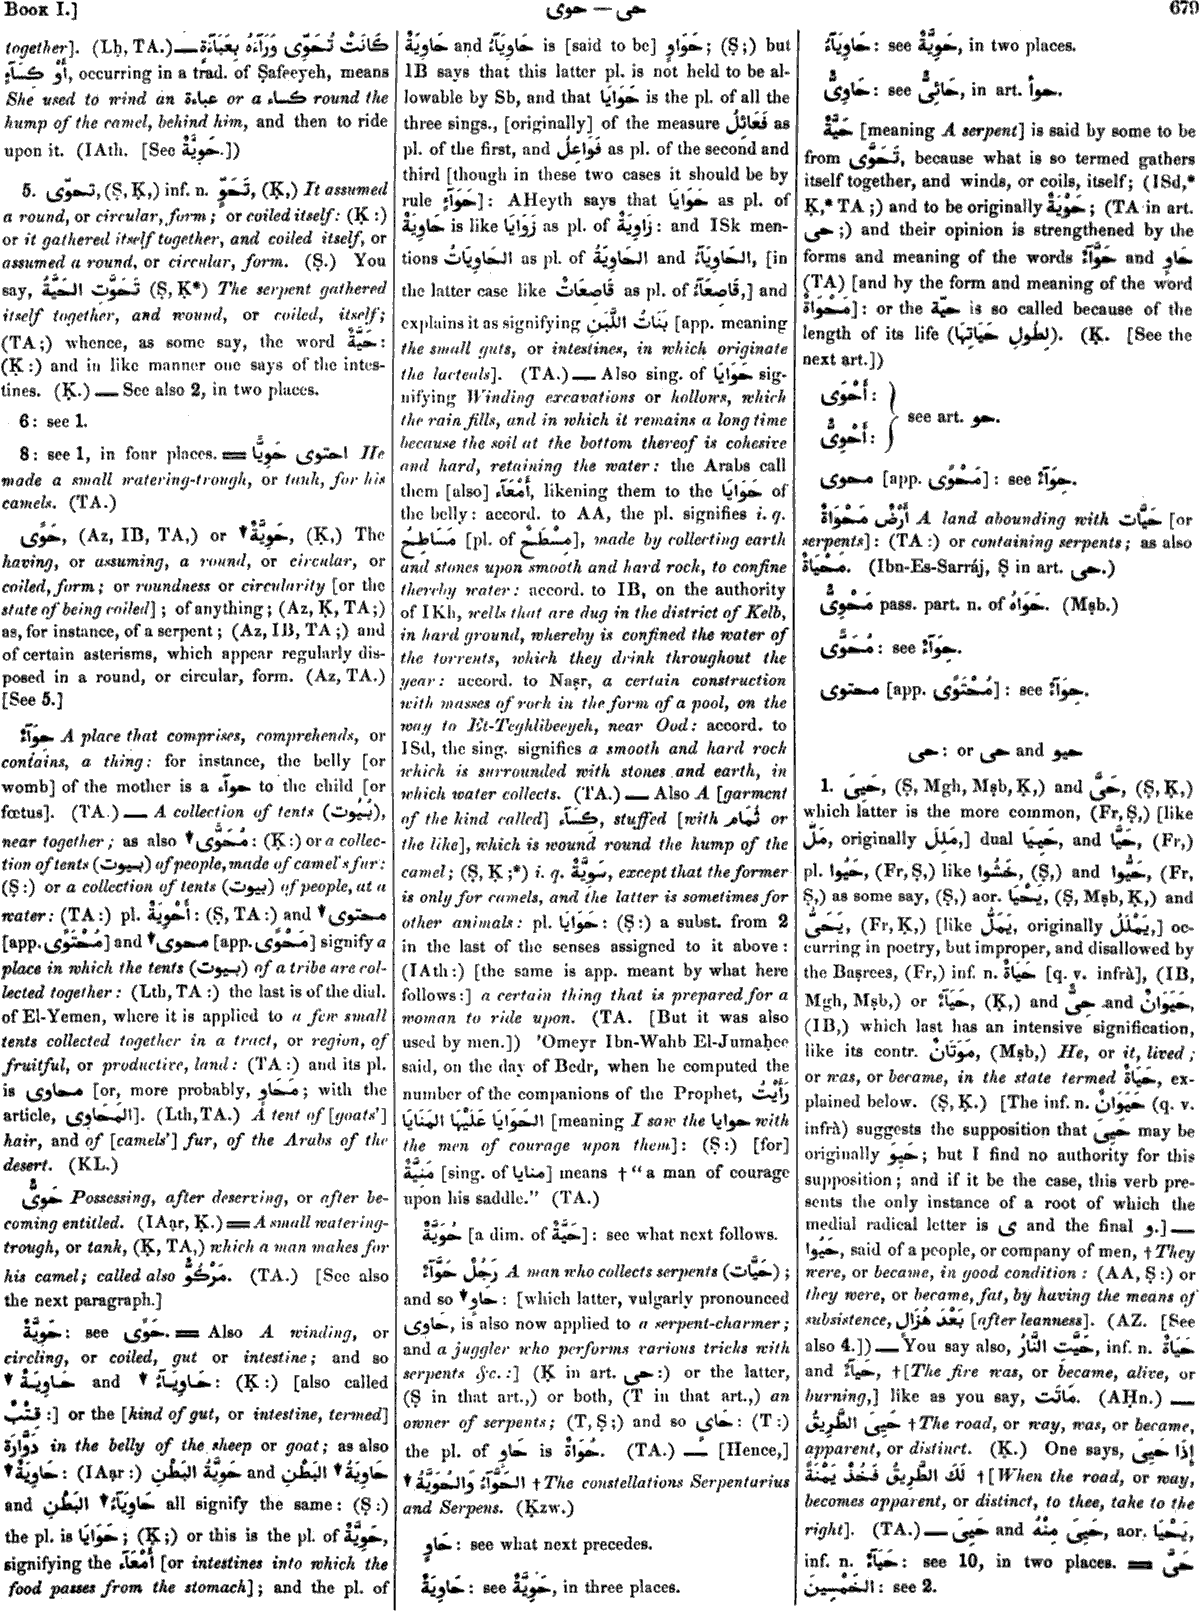 Book I.]
حوى — حى
679
together]. (Lḥ, TA.) — كَانَتْ تُحَوِّى وَرَآءَهُ بِعَبَآءَةٍ
أَوْ كِسَآءٍ, occurring in a trad. of Ṣafeeyeh, means
She used to wind an عباءة or a كساء round the
hump of the camel, behind him, and then to ride
upon it. (IAth. [See حَوِيَّةٌ.])
5. تحوّى, (Ṣ, Ḳ,) inf. n. تَحَوٍّ, (Ḳ,) It assumed
a round, or circular, form; or coiled itself: (Ḳ:)
or it gathered itself together, and coiled itself, or
assumed a round, or circular, form. (Ṣ.) You
say, تَحَوَّتِ الحَيَّةُ (Ṣ, Ḳ*) The serpent gathered
itself together, and wound, or coiled, itself;
(TA;) whence, as some say, the word حَيَّةٌ:
(Ḳ:) and in like manner one says of the intes-
tines. (Ḳ.) — See also 2, in two places.
6: see 1.
8: see 1, in four places. = احتوى حَوِيًّا He
made a small watering-trough, or tank, for his
camels. (TA.)
حَوًى, (Az, IB, TA,) or ▾ حَوِيَّةٌ, (Ḳ,) The
having, or assuming, a round, or circular, or
coiled, form; or roundness or circularity [or the
state of being coiled]; of anything; (Az, Ḳ, TA;)
as, for instance, of a serpent; (Az, IB, TA;) and
of certain asterisms, which appear regularly dis-
posed in a round, or circular, form. (Az, TA.)
[See 5.]
حِوَآءٌ A place that comprises, comprehends, or
contains, a thing: for instance, the belly [or
womb] of the mother is a حوآء to the child [or
fœtus]. (TA.) — A collection of tents (بُيُوت),
near together; as also ▾ مُحَوًّى: (Ḳ:) or a collec-
tion of tents (بيوت) of people, made of camel's fur:
(Ṣ:) or a collection of tents (بيوت) of people, at a
water: (TA:) pl. أَحْوِيَةٌ: (Ṣ, TA:) and ▾ محتوى
[app. مُحْتَوًى] and ▾ محوى [app. مَحْوًى] signify a
place in which the tents (بيوت) of a tribe are col-
lected together: (Lth, TA:) the last is of the dial.
of El-Yemen, where it is applied to a few small
tents collected together in a tract, or region, of
fruitful, or productive, land: (TA:) and its pl.
is محاوى [or, more probably, مَحَاوٍ; with the
article, المَحَاوِى]. (Lth, TA.) A tent of [goats']
hair, and of [camels'] fur, of the Arabs of the
desert. (KL.)
حَوِىٌّ Possessing, after deserving, or after be-
coming entitled. (IAạr, Ḳ.) = A small watering-
trough, or tank, (Ḳ, TA,) which a man makes for
his camel; called also مَرْكُوٌّ. (TA.) [See also
the next paragraph.]
حَوِيَّةٌ: see حَوًى. = Also A winding, or
circling, or coiled, gut or intestine; and so
▾ حَاوِيَةٌ and ▾ حَاوِيَآءُ: (Ḳ:) [also called
قِتْبٌ:] or the [kind of gut, or intestine, termed]
دَوَّارَة in the belly of the sheep or goat; as also
▾ حَاوِيَةٌ: (IAạr:) حَوِيَّةُ البَطْنِ and ▾ حَاوِيَةُ البَطْنِ
and ▾ حَاوِيَآءُ البَطْنِ all signify the same: (Ṣ:)
the pl. is حَوَايَا; (Ḳ;) or this is the pl. of حَوِيَّةٌ,
signifying the أَمْعَآء [or intestines into which the
food passes from the stomach]; and the pl. of
حَاوِيَةٌ and حَاوِيَآءُ is [said to be] حَوَاوٍ; (Ṣ;) but
IB says that this latter pl. is not held to be al-
lowable by Sb, and that حَوَايَا is the pl. of all the
three sings., [originally] of the measure فَعَائِلُ as
pl. of the first, and فَوَاعِلُ as pl. of the second and
third [though in these two cases it should be by
rule حَوَآءٍ]: AHeyth says that حَوَايَا as pl. of
حَاوِيَةٌ is like زَوَايَا as pl. of زَاوِيَةٌ: and ISk men-
tions الحَاوِيَاتُ as pl. of الحَاوِيَةُ and الحَاوِيَآءُ, [in
the latter case like قَاصِعَاتٌ as pl. of قَاصِعَآءُ,] and
explains it as signifying بَنَاتُ اللَّبَنِ [app. meaning
the small guts, or intestines, in which originate
the lacteals]. (TA.) — Also sing. of حَوَايَا sig-
nifying Winding excavations or hollows, which
the rain fills, and in which it remains a long time
because the soil at the bottom thereof is cohesive
and hard, retaining the water: the Arabs call
them [also] أَمْعَآء, likening them to the حَوَايَا of
the belly: accord. to AA, the pl. signifies i. q.
مَسَاطِحُ [pl. of مِسْطَحٌ], made by collecting earth
and stones upon smooth and hard rock, to confine
thereby water: accord. to IB, on the authority
of IKh, wells that are dug in the district of Kelb,
in hard ground, whereby is confined the water of
the torrents, which they drink throughout the
year: accord. to Naṣr, a certain construction
with masses of rock in the form of a pool, on the
way to Et-Teghlibeeyeh, near Ood: accord. to
ISd, the sing. signifies a smooth and hard rock
which is surrounded with stones and earth, in
which water collects. (TA.) — Also A [garment
of the kind called] كِسَآء, stuffed [with ثُمَام or
the like], which is wound round the hump of the
camel; (Ṣ, Ḳ;*) i. q. سَوِيَّةٌ, except that the former
is only for camels, and the latter is sometimes for
other animals: pl. حَوَايَا: (Ṣ:) a subst. from 2
in the last of the senses assigned to it above:
(IAth:) [the same is app. meant by what here
follows:] a certain thing that is prepared for a
woman to ride upon. (TA. [But it was also
used by men.]) 'Omeyr Ibn-Wahb El-Jumaḥee
said, on the day of Bedr, when he computed the
number of the companions of the Prophet, رَأَيْتُ
الحَوَايَا عَلَيْهَا المَنَايَا [meaning I saw the حوايا with
the men of courage upon them]: (Ṣ:) [for]
مَنِيَّةٌ [sing. of منايا] means † "a man of courage
upon his saddle." (TA.)
حُوَيَّةٌ [a dim. of حَيَّةٌ]: see what next follows.
رَجُلٌ حَوَّآءٌ A man who collects serpents (حَيَّات);
and so ▾ حاوٍ: [which latter, vulgarly pronounced
حَاوِى, is also now applied to a serpent-charmer;
and a juggler who performs various tricks with
serpents &c.:] (Ḳ in art. حى:) or the latter,
(Ṣ in that art.,) or both, (T in that art.,) an
owner of serpents; (T, Ṣ;) and so حَاىٍ: (T:)
the pl. of حَاوٍ is حُوَاةٌ. (TA.) — [Hence,]
▾ الحَوَّآءُ وَالحُوَيَّةُ † The constellations Serpentarius
and Serpens. (Ḳzw.)
حَاوٍ: see what next precedes.
حَاوِيَةٌ: see حَوِيَّةٌ, in three places.
حَاوِيَآءُ: see حَوِيَّةٌ, in two places.
حَاوِىٌّ: see حَائِىٌّ, in art. حوأ.
حَيَّةٌ [meaning A serpent] is said by some to be
from تَحَوَّى, because what is so termed gathers
itself together, and winds, or coils, itself; (ISd,*
Ḳ,* TA;) and to be originally حَوْيَةٌ; (TA in art.
حى;) and their opinion is strengthened by the
forms and meaning of the words حَوَّآءٌ and حَاوٍ
(TA) [and by the form and meaning of the word
مَحْوَاةٌ]: or the حيّة is so called because of the
length of its life (لِطُولِ حَيَاتِهَا). (Ḳ. [See the
next art.])
أَحْوَى:
أَحْوِىٌّ:
see art. حو.
محوى [app. مَحْوًى]: see حِوَآءٌ.
أَرْضٌ مَحْوَاةٌ A land abounding with حَيَّات [or
serpents]: (TA:) or containing serpents; as also
مَحْيَاةٌ. (Ibn-Es-Sarráj, Ṣ in art. حى.)
مَحْوِىٌّ pass. part. n. of حَوَاهُ. (Mṣb.)
مُحَوًّى: see حِوَآءٌ.
محتوى [app. مُحْتَوًى]: see حِوَآءٌ.
حى: or حيى and حيو
1. حَيِىَ, (Ṣ, Mgh, Mṣb, Ḳ,) and حَىَّ, (Ṣ, Ḳ,)
which latter is the more common, (Fr, Ṣ,) [like
مَلَّ, originally مَلِلَ,] dual حَيِيَا, and حَيَّا, (Fr,)
pl. حَيُوا, (Fr, Ṣ,) like خَشُوا, (Ṣ,) and حَيُّوا, (Fr,
Ṣ,) as some say, (Ṣ,) aor. يَحْيَا, (Ṣ, Mṣb, Ḳ,) and
يَحَىُّ, (Fr, Ḳ,) [like يَمَلُّ, originally يَمْلَلُ,] oc-
curring in poetry, but improper, and disallowed by
the Baṣrees, (Fr,) inf. n. حَيَاةٌ [q. v. infrà], (IB,
Mgh, Mṣb,) or حَيَآءٌ, (Ḳ,) and حِىٌّ and حَيَوَانٌ,
(IB,) which last has an intensive signification,
like its contr. مَوَتَانٌ, (Mṣb,) He, or it, lived;
or was, or became, in the state termed حَيَاةٌ, ex-
plained below. (Ṣ, Ḳ.) [The inf. n. حَيَوَانٌ (q. v.
infrà) suggests the supposition that حَيِىَ may be
originally حَيِوَ; but I find no authority for this
supposition; and if it be the case, this verb pre-
sents the only instance of a root of which the
medial radical letter is ى and the final و.] —
حَيُوا, said of a people, or company of men, † They
were, or became, in good condition: (AA, Ṣ:) or
they were, or became, fat, by having the means of
subsistence, بَعْدَ هُزَالٍ [after leanness]. (AZ. [See
also 4.]) — You say also, حَيِيَتِ النَّارُ, inf. n. حَيَاةٌ
and حَيَآءٌ, † [The fire was, or became, alive, or
burning,] like as you say, مَاتَت. (AḤn.) —
حَيِىَ الطَّرِيقُ † The road, or way, was, or became,
apparent, or distinct. (Ḳ.) One says, إِذَا حَيِىَ
لَكَ الطَّرِيقُ فَخُذْ يَمْنَةً † [When the road, or way,
becomes apparent, or distinct, to thee, take to the
right]. (TA.) — حَيِىَ and حَيِىَ مِنْهُ, aor. يَحْيَا,
inf. n. حَيَآءٌ: see 10, in two places. = حَىَّ
الخَمْسِينَ: see 2.